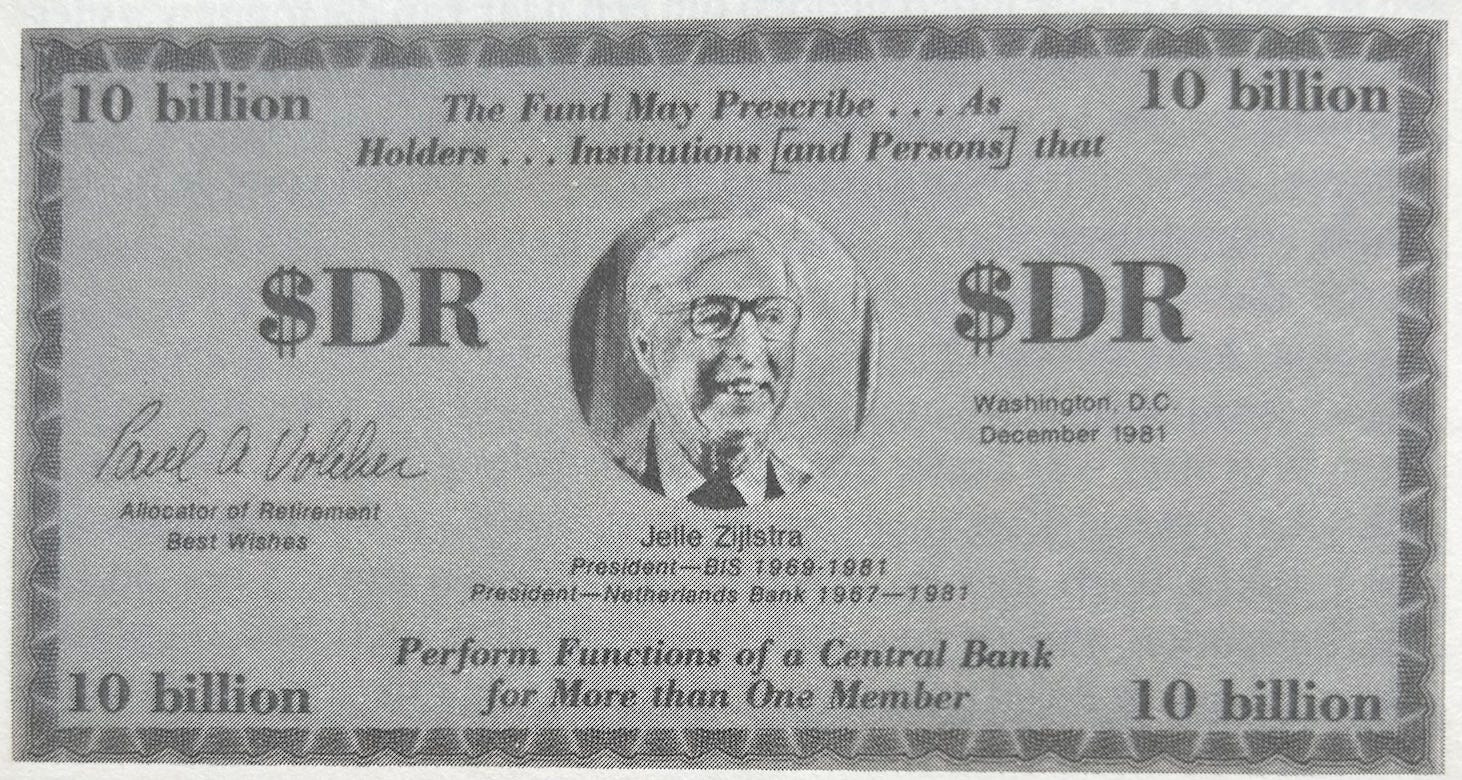 10 billion
The Fund May Prescribe . . . As
10 billion
Holders . . . Institutions [and Persons] that
$DR
$DR
Washington, D.C.
December 1981
Paul A Volcker
Allocator of Retirement
Best Wishes
Jelle Zijlstra
President—BIS 1969-1981
President—Netherlands Bank 1967—1981
Perform Functions of a Central Bank
for More than One Member
10 billion
10 billion